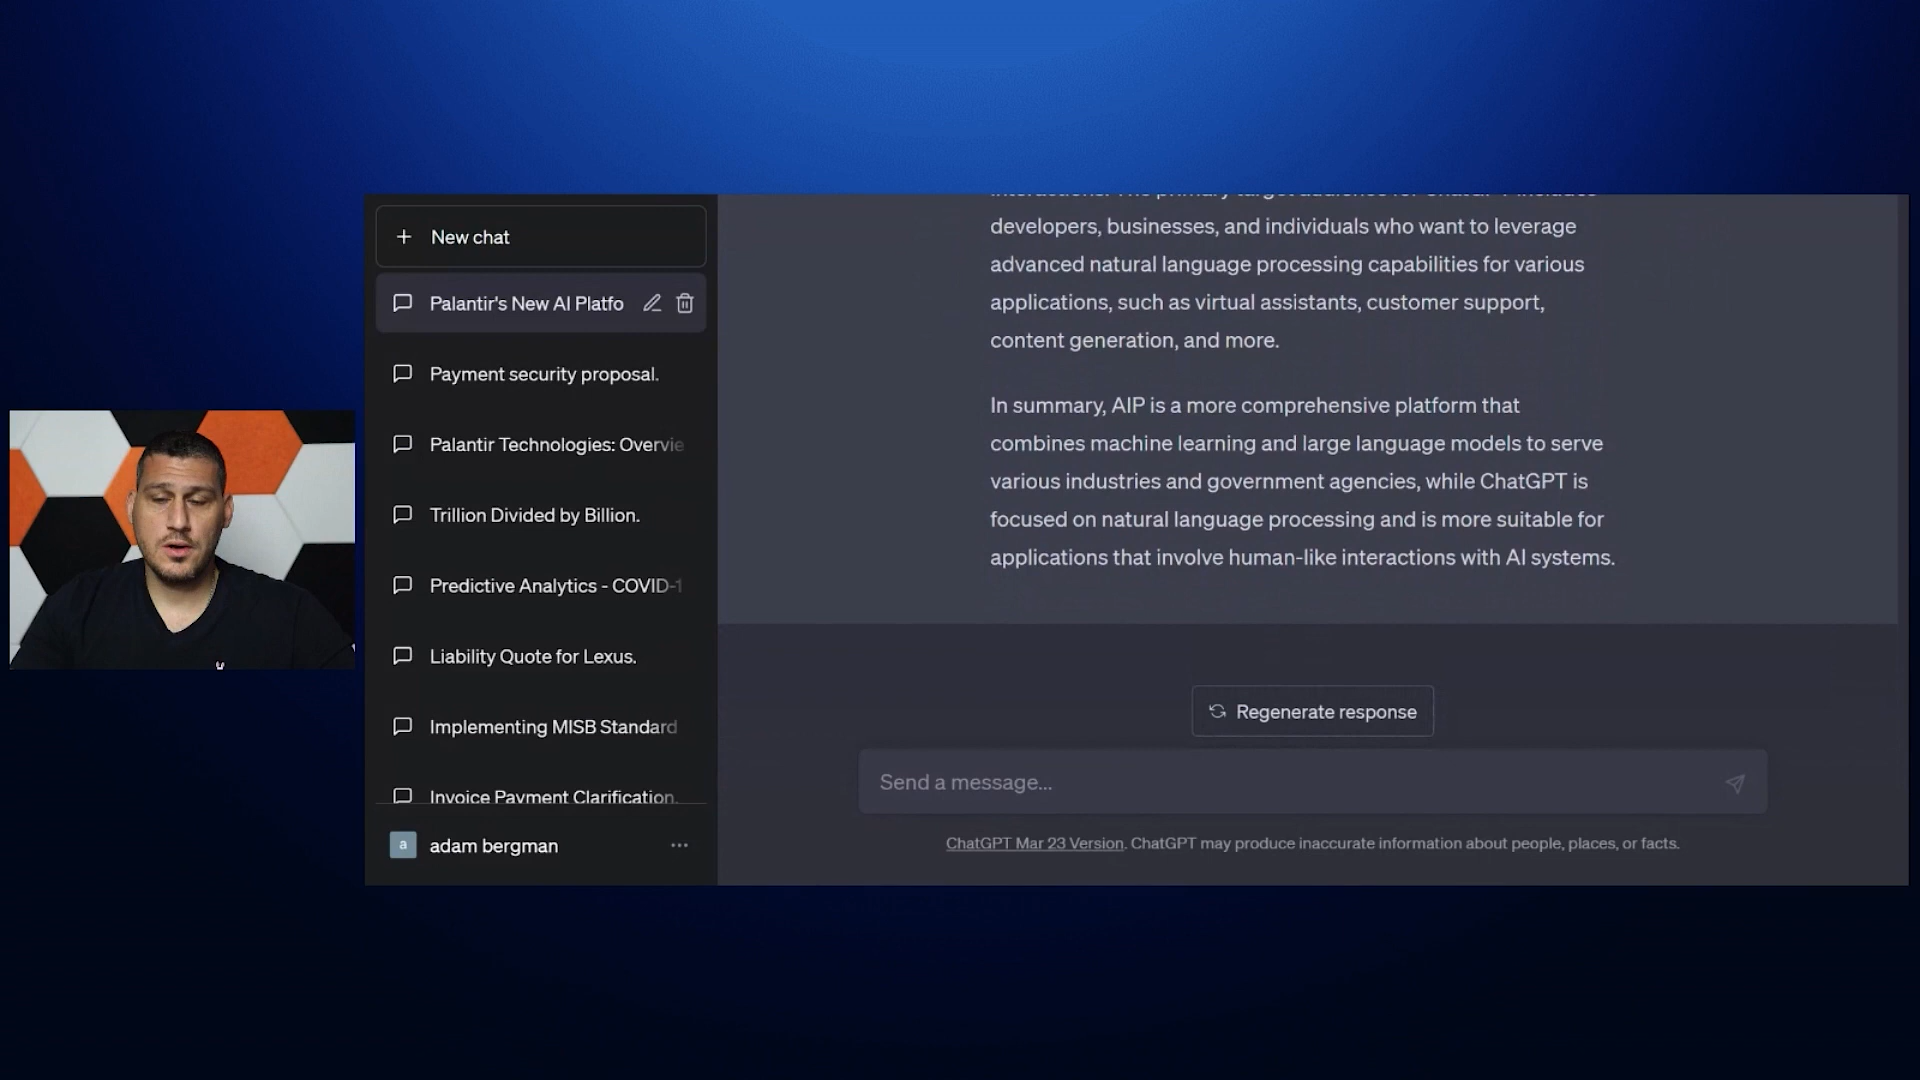 New chat
Palantir's New AI Platfo
Payment security proposal.
Palantir Technologies: Overvie
Trillion Divided by Billion.
Predictive Analytics - COVID-1
Liability Quote for Lexus.
Implementing MISB Standard
Invoice Payment Clarification.
a adam bergman
developers, businesses, and individuals who want to leverage
advanced natural language processing capabilities for various
applications, such as virtual assistants, customer support,
content generation, and more.
In summary, AIP is a more comprehensive platform that
combines machine learning and large language models to serve
various industries and government agencies, while ChatGPT is
focused on natural language processing and is more suitable for
applications that involve human-like interactions with AI systems.
Regenerate response
Send a message...
ChatGPT Mar 23 Version. ChatGPT may produce inaccurate information about people, places, or facts.